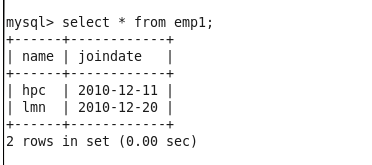 mysql> select * from emp1;
+------+------------+
| name | joindate   |
+------+------------+
| hpc  | 2010-12-11 |
| lmn  | 2010-12-20 |
+------+------------+
2 rows in set (0.00 sec)